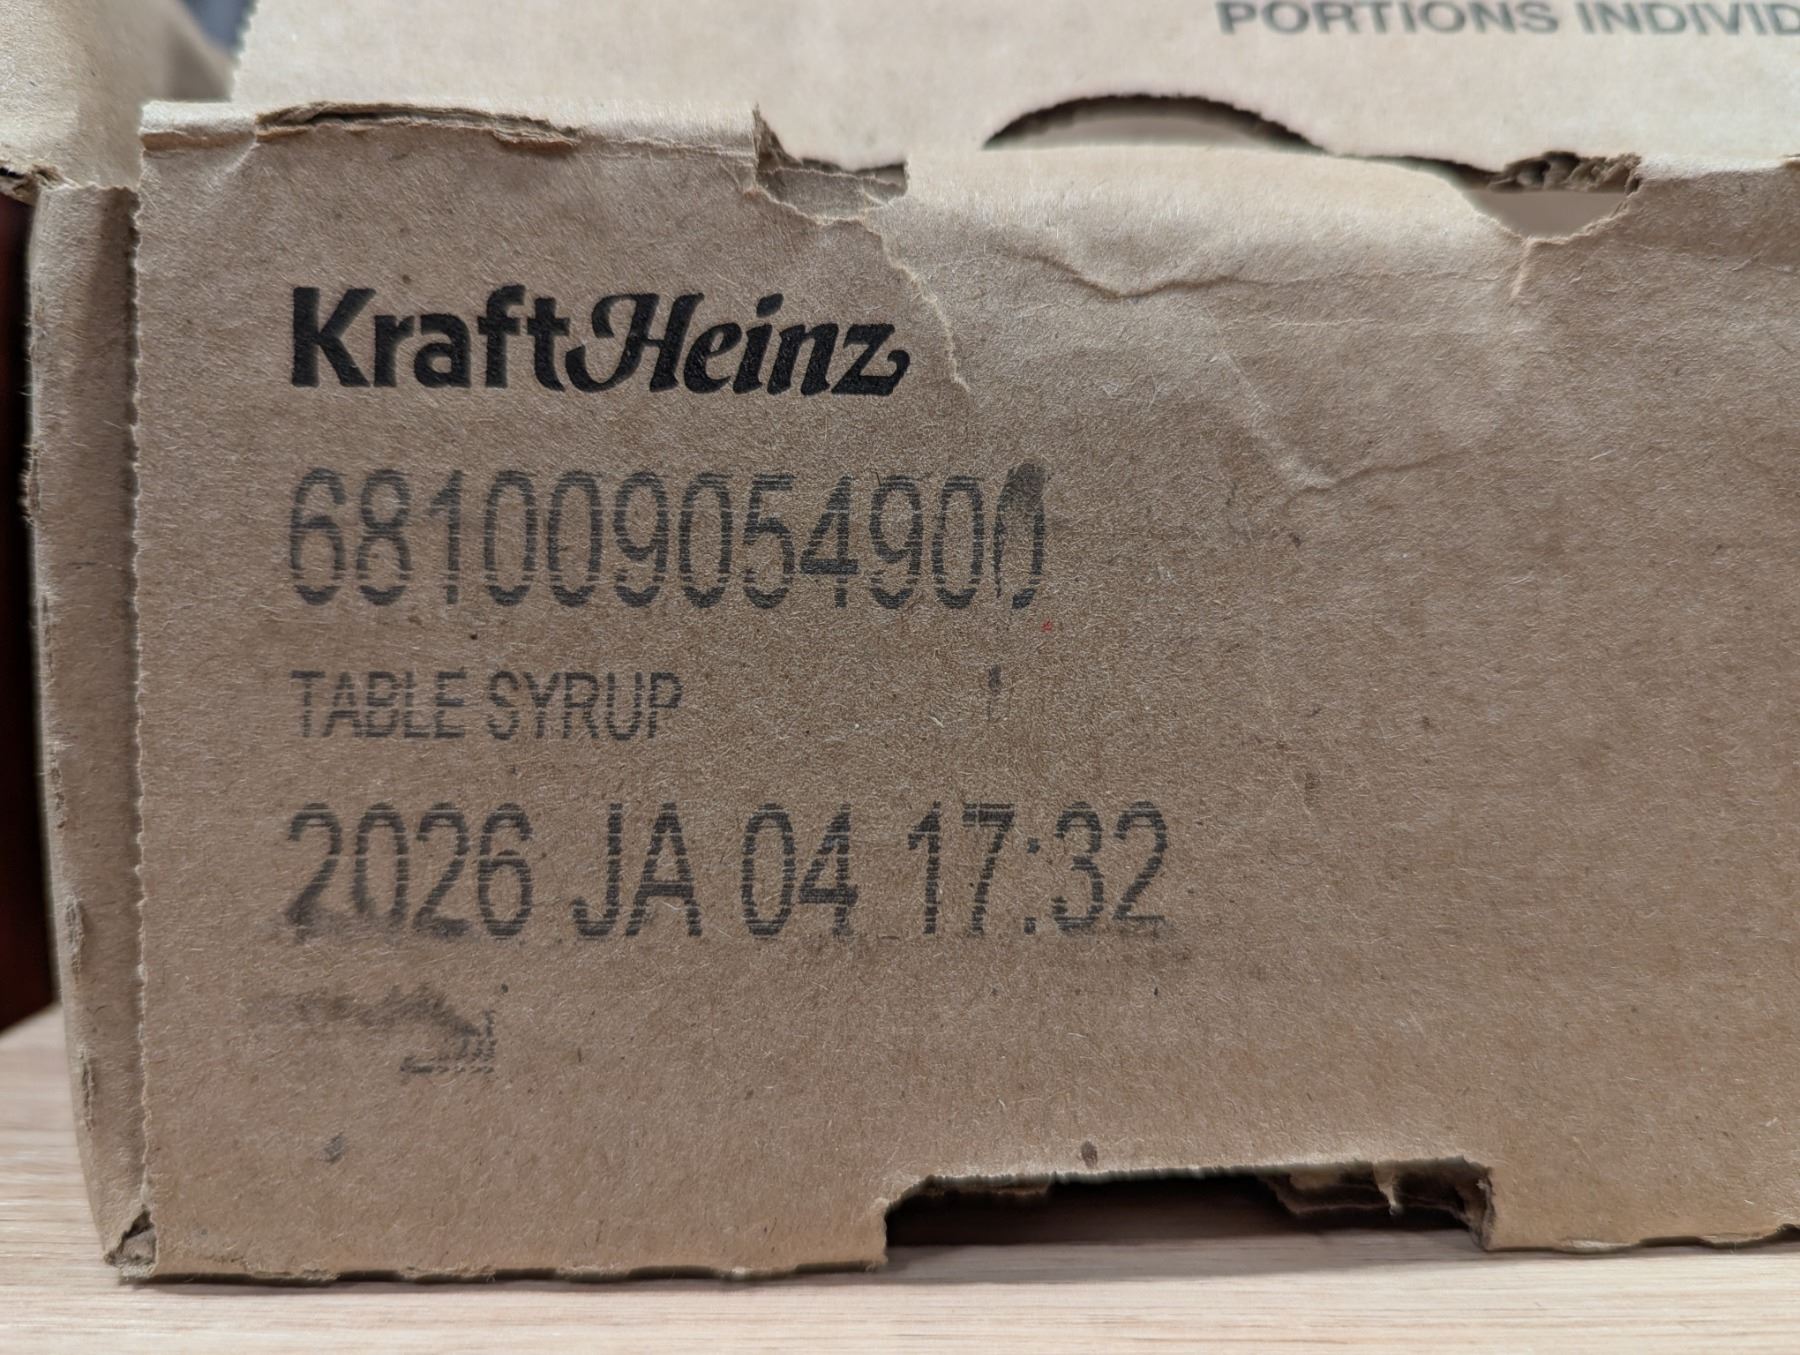 PORTIONS INDIVID
KraftHeinz
681009054900
TABLE SYRUP
2026 JA 04 17:32